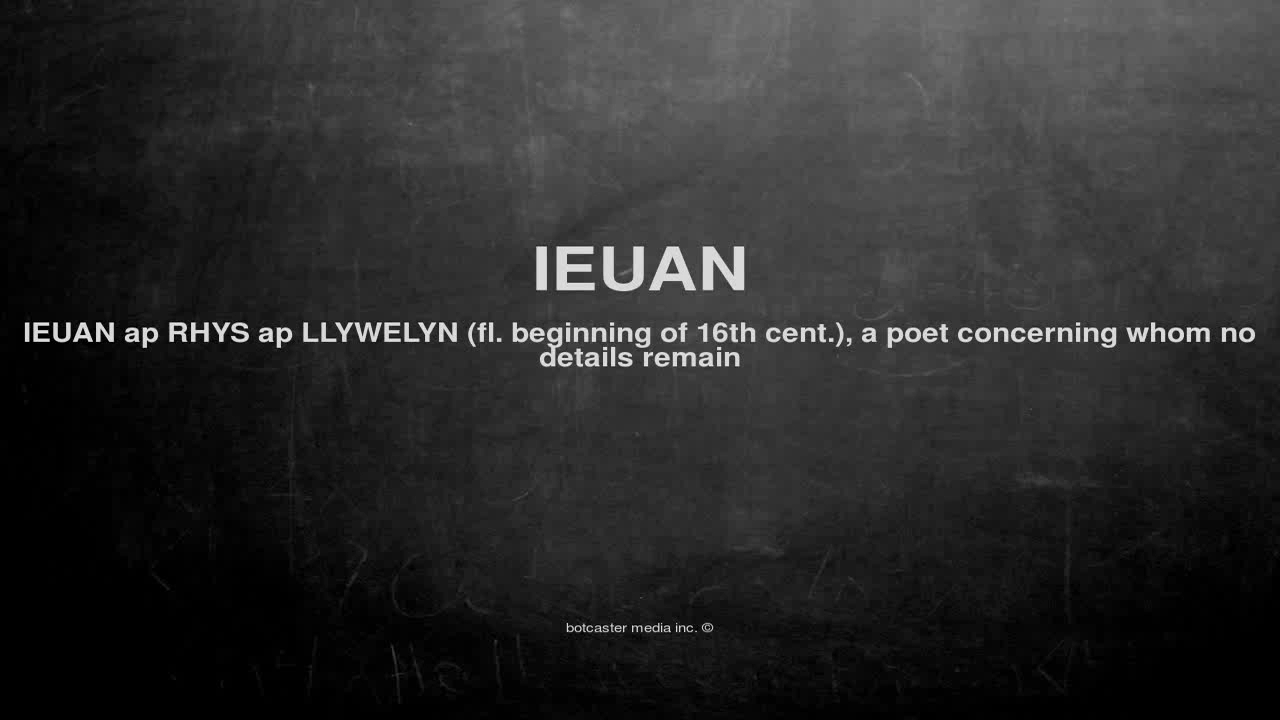 IEUAN
IEUAN ap RHYS ap LLYWELYN (fl. beginning of 16th cent.), a poet concerning whom no
details remain
botcaster media inc. ©